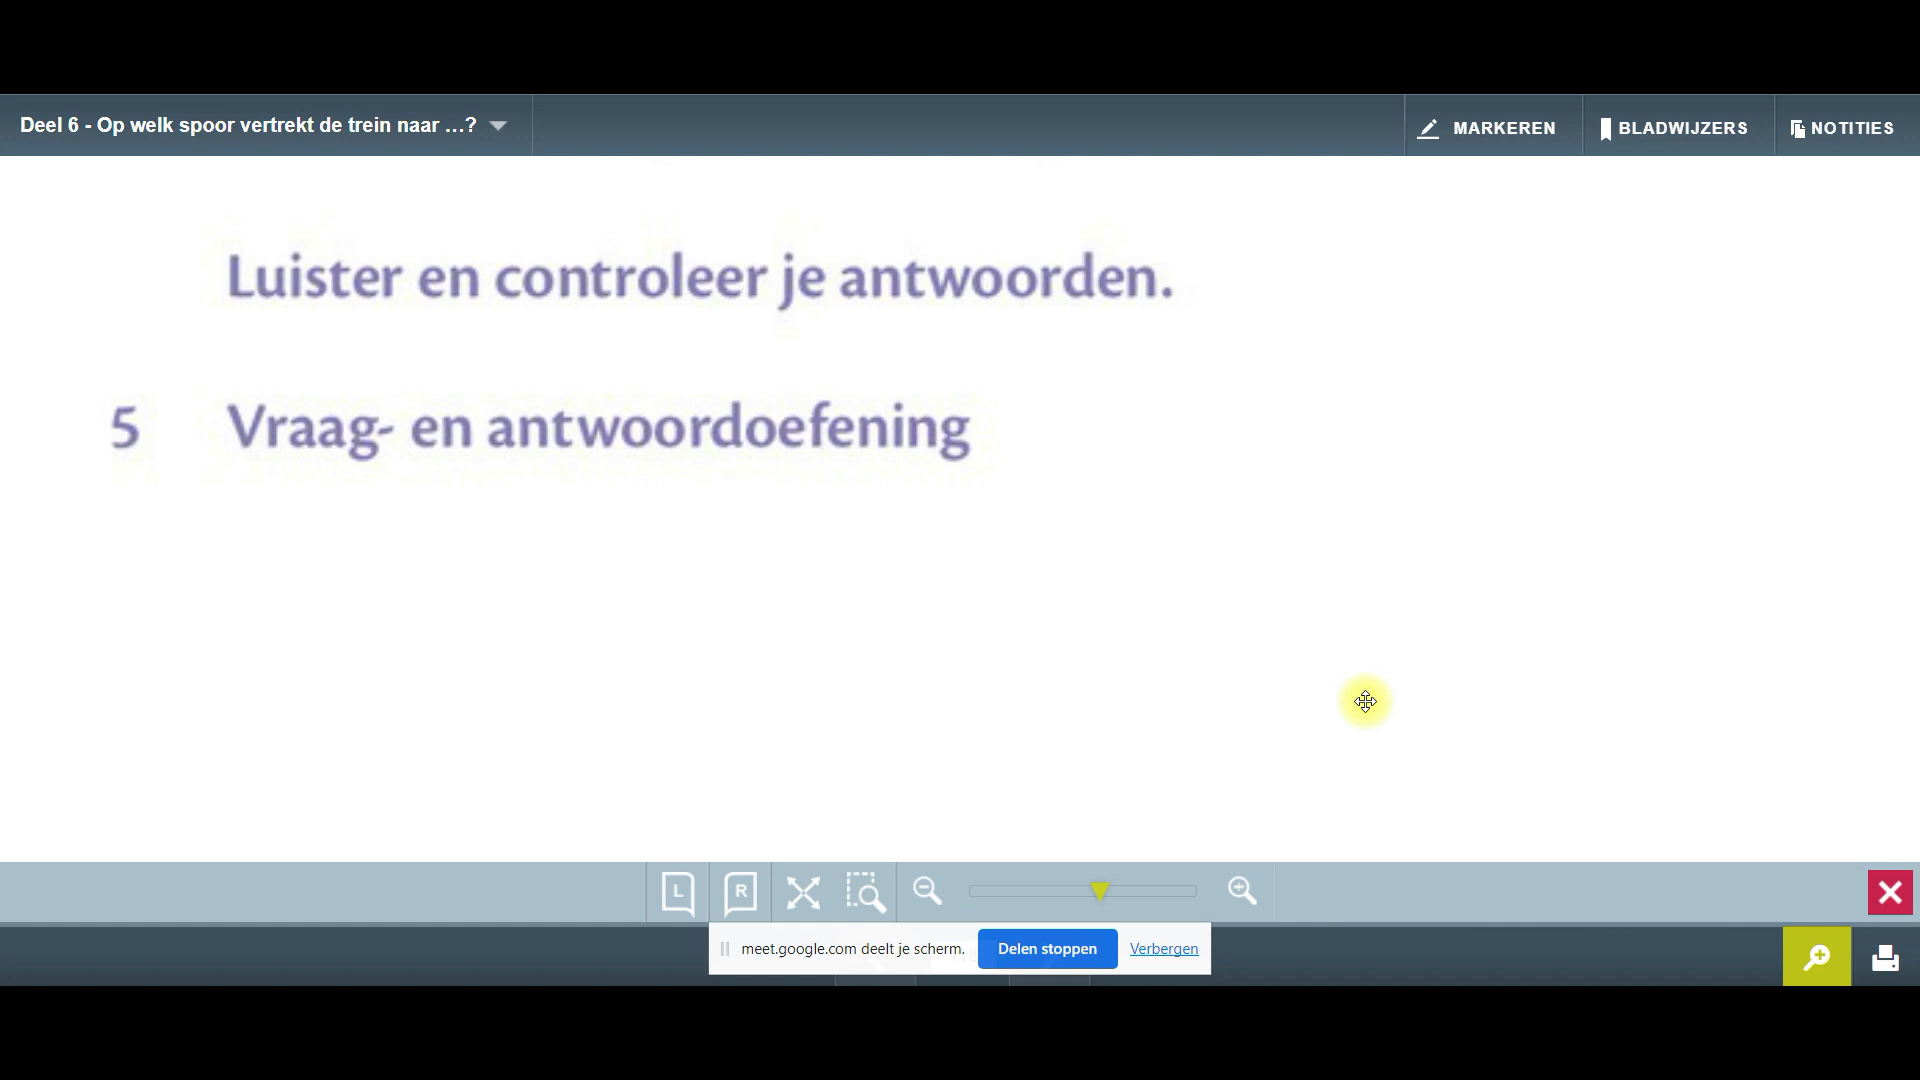 Deel 6 - Op welk spoor vertrekt de trein naar ...?
MARKEREN
BLADWIJZERS
NOTITIES
Luister en controleer je antwoorden.
5 Vraag- en antwoordoefening
L
R
meet.google.com deelt je scherm.
Delen stoppen
Verbergen